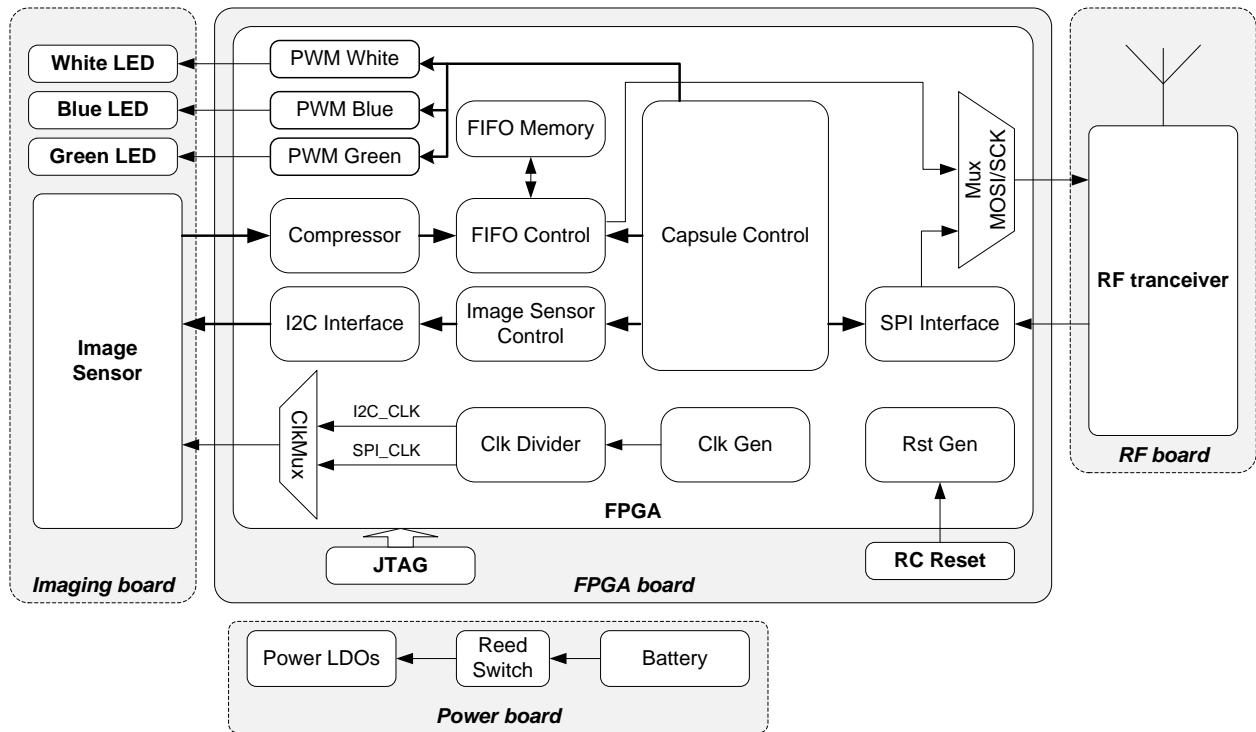 White LED
PWM White
Blue LED
PWM Blue
FIFO Memory
Green LED
PWM Green
Mux
MOSI/SCK
Compressor
FIFO Control
Capsule Control
RF tranceiver
I2C Interface
Image Sensor
Control
SPI Interface
Image
Sensor
ClkMux
I2C_CLK
SPI_CLK
Clk Divider
Clk Gen
Rst Gen
RF board
FPGA
JTAG
RC Reset
Imaging board
FPGA board
Power LDOs
Reed
Switch
Battery
Power board